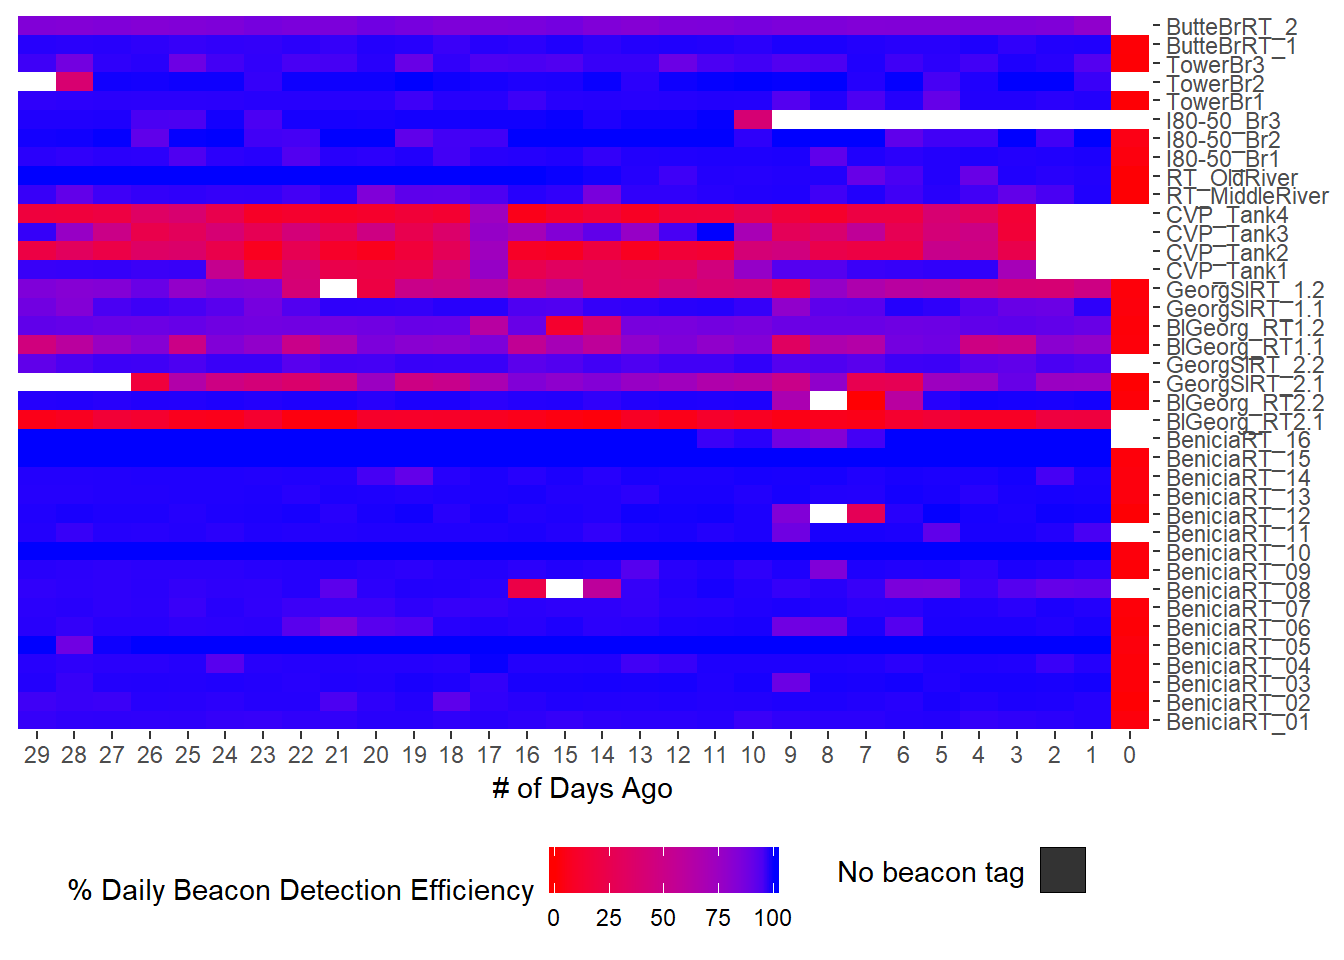 ButteBrRT_2
ButteBrRT_1
TowerBr3
TowerBr2
TowerBr1
I80-50_Br3
I80-50_Br2
I80-50_Br1
RT_OldRiver
RT_MiddleRiver
CVP_Tank4
CVP_Tank3
CVP_Tank2
CVP_Tank1
GeorgSlRT_1.2
GeorgSlRT_1.1
BlGeorg_RT1.2
BlGeorg_RT1.1
GeorgSlRT_2.2
GeorgSlRT_2.1
BlGeorg_RT2.2
BlGeorg_RT2.1
BeniciaRT_16
BeniciaRT_15
BeniciaRT_14
BeniciaRT_13
BeniciaRT_12
BeniciaRT_11
BeniciaRT_10
BeniciaRT_09
BeniciaRT_08
BeniciaRT_07
BeniciaRT_06
BeniciaRT_05
BeniciaRT_04
BeniciaRT_03
BeniciaRT_02
BeniciaRT_01
29 28 27 26 25 24 23 22 21 20 19 18 17 16 15 14 13 12 11 10 9 8 7 6 5 4 3 2 1 0
# of Days Ago
% Daily Beacon Detection Efficiency
0 25 50 75 100
No beacon tag